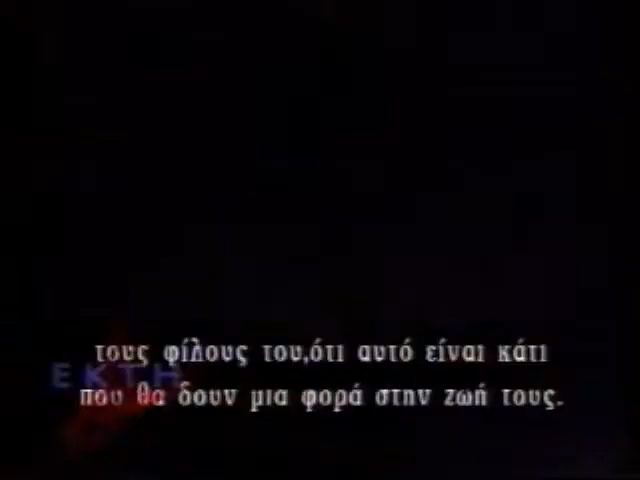 τους φίλους του,ότι αυτό είναι κάτι
ΕΚΤΗ
που θα δουν μια φορά στην ζωή τους.